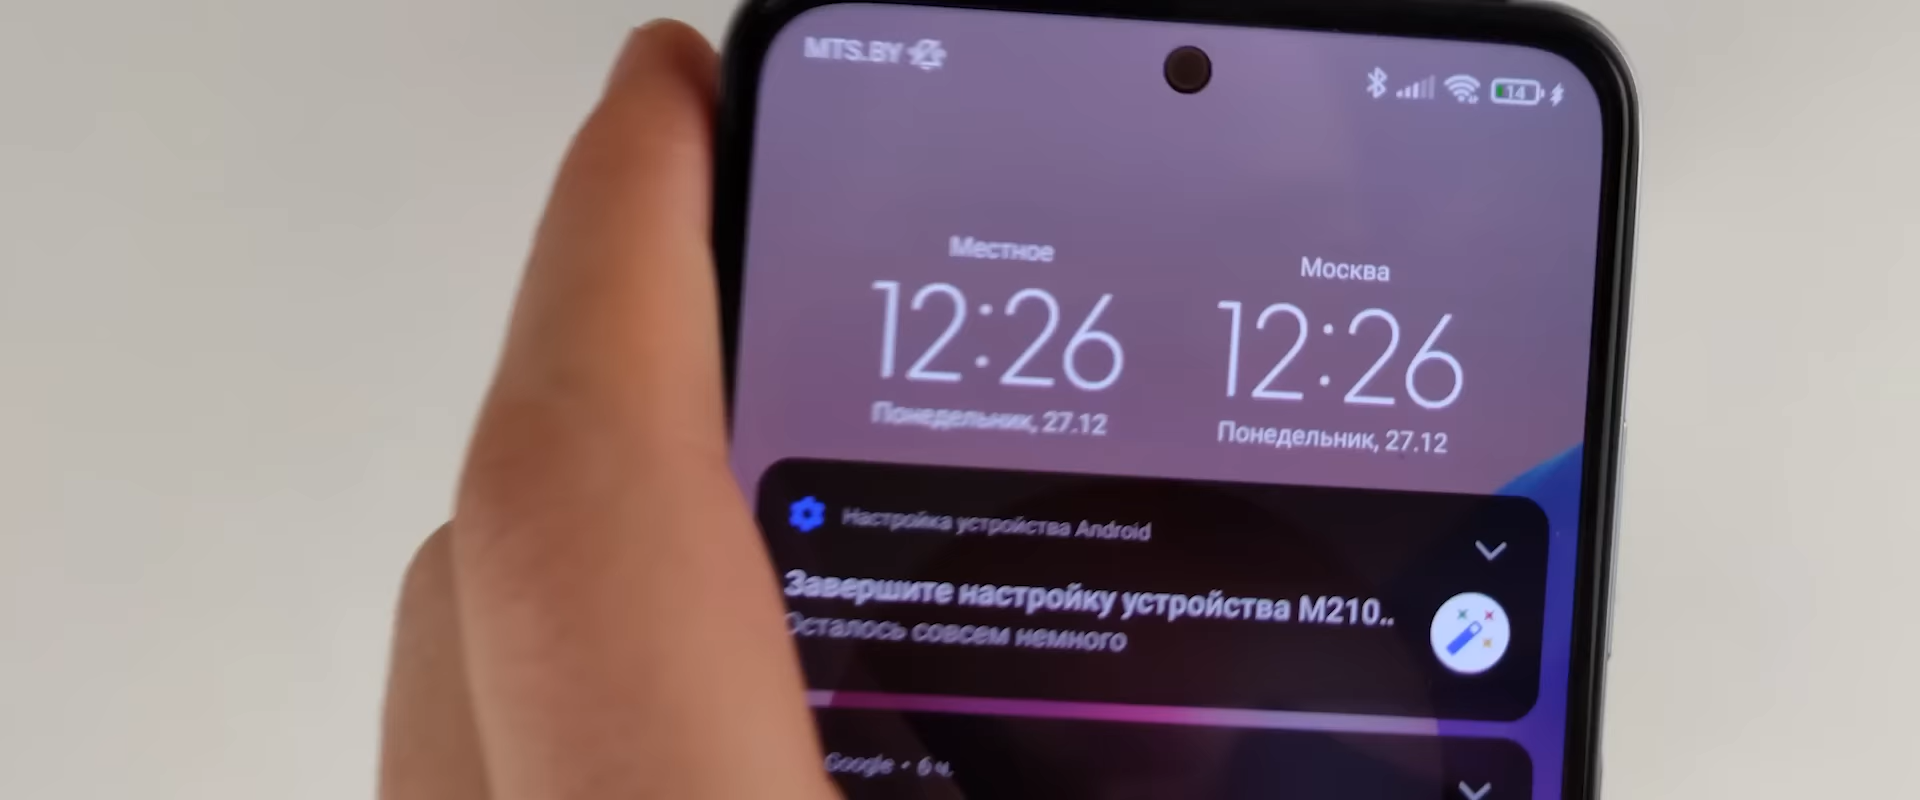 MTS.BY
14
Местное
12:26
Понедельник, 27.12
Москва
12:26
Понедельник, 27.12
Настройка устройства Android
Завершите настройку устройства M210..
Осталось совсем немного
Google • 6 ч.